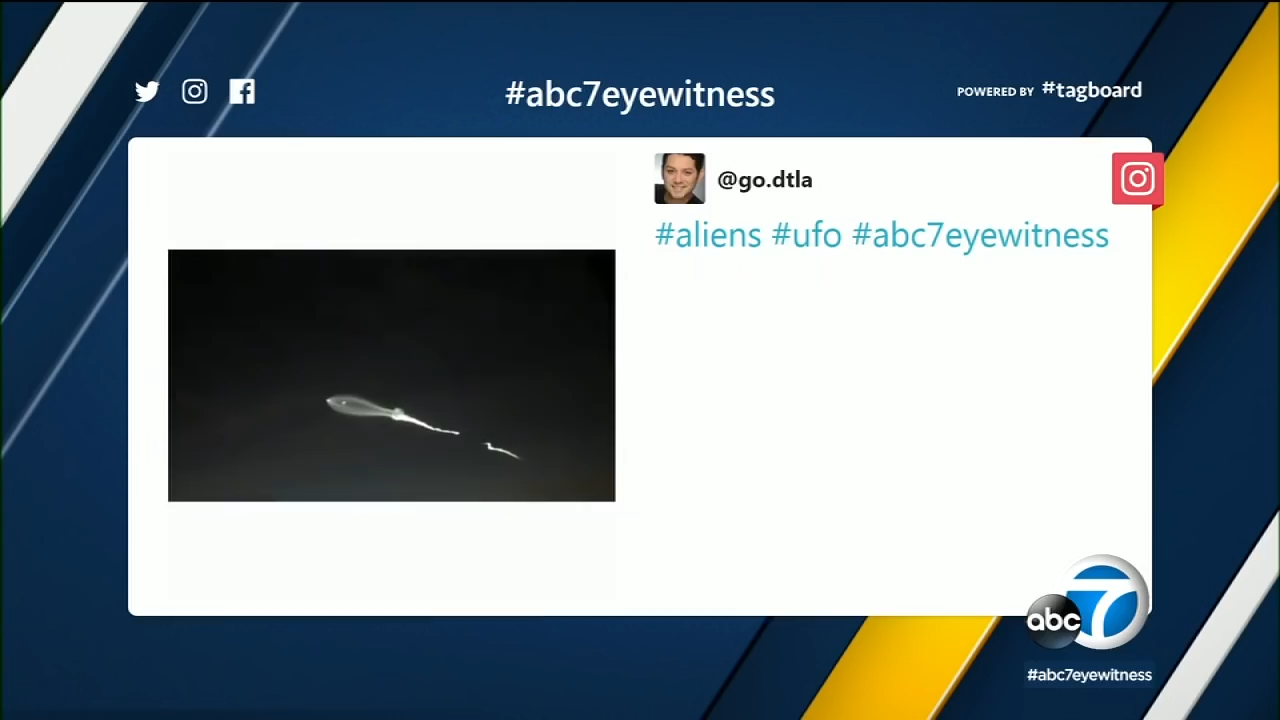 #abc7eyewitness
POWERED BY #tagboard
@go.dtla
#aliens #ufo #abc7eyewitness
abc 7
#abc7eyewitness